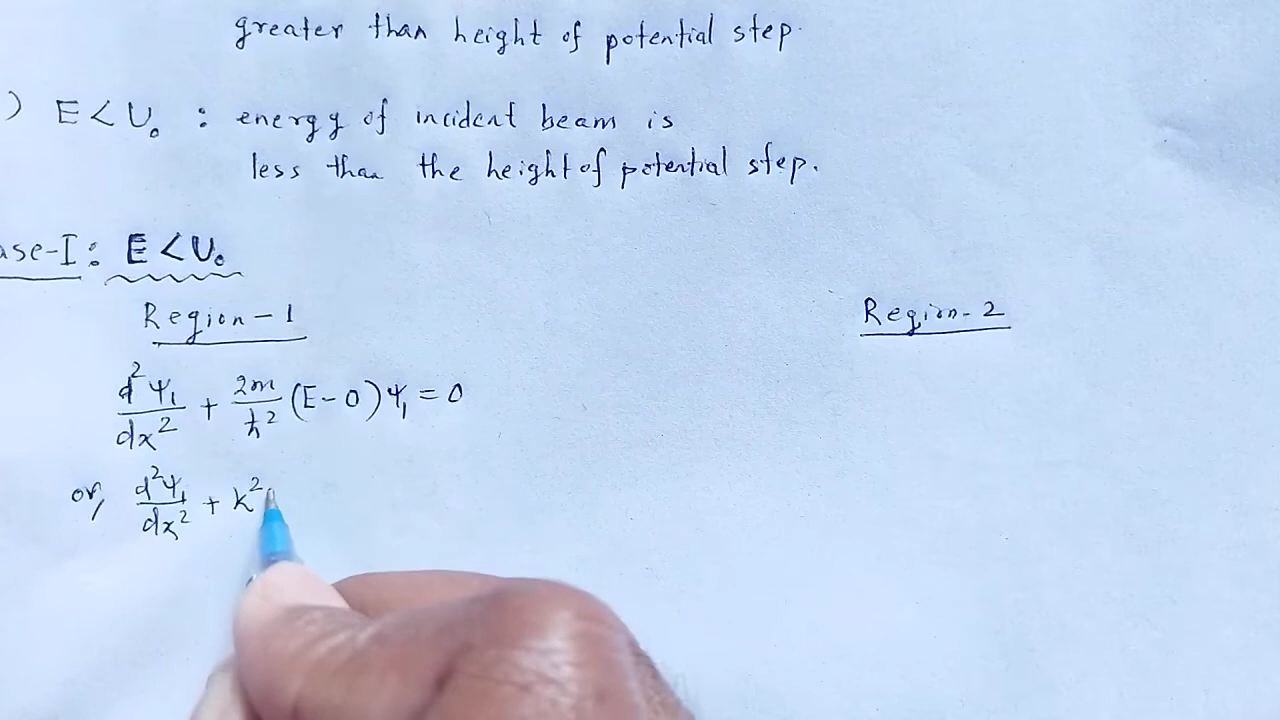 greater than height of potential step.
) E < U₀ : energy of incident beam is
less than the height of potential step.
ase-I : E < U₀
Region-1
Region-2
d²Ψ₁/dx² + 2m/ħ² (E-0)Ψ₁ = 0
or, d²Ψ₁/dx² + k²